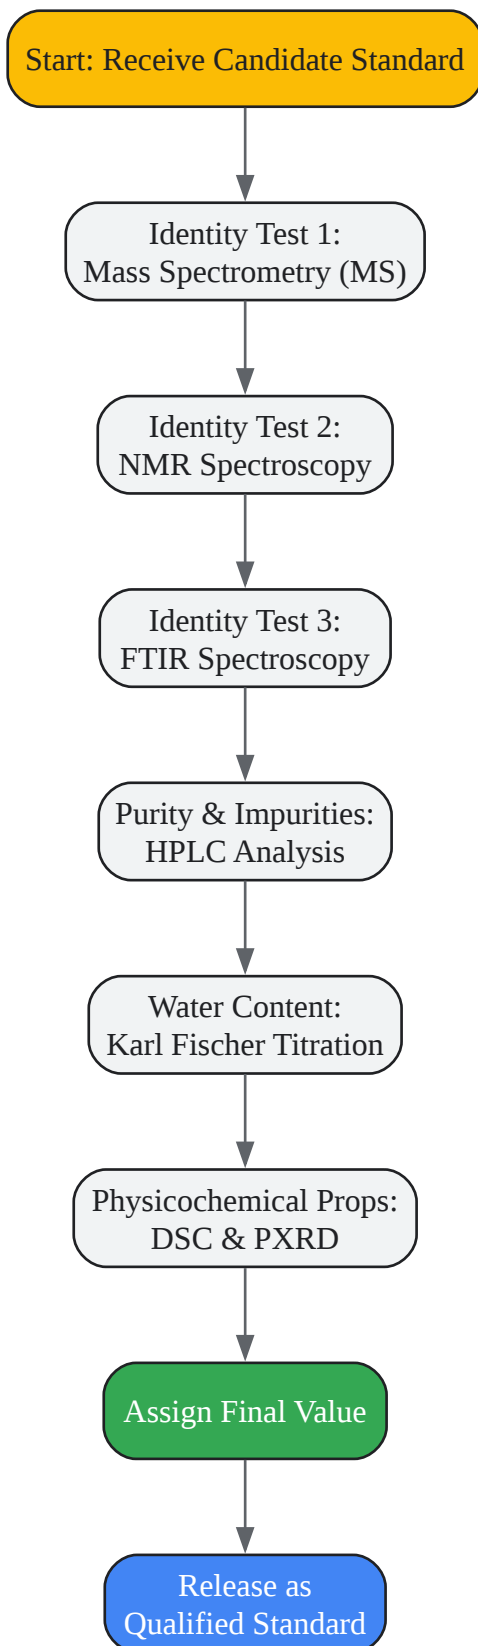 Start: Receive Candidate Standard
Identity Test 1:
Mass Spectrometry (MS)
Identity Test 2:
NMR Spectroscopy
Identity Test 3:
FTIR Spectroscopy
Purity & Impurities:
HPLC Analysis
Water Content:
Karl Fischer Titration
Physicochemical Props:
DSC & PXRD
Assign Final Value
Release as
Qualified Standard